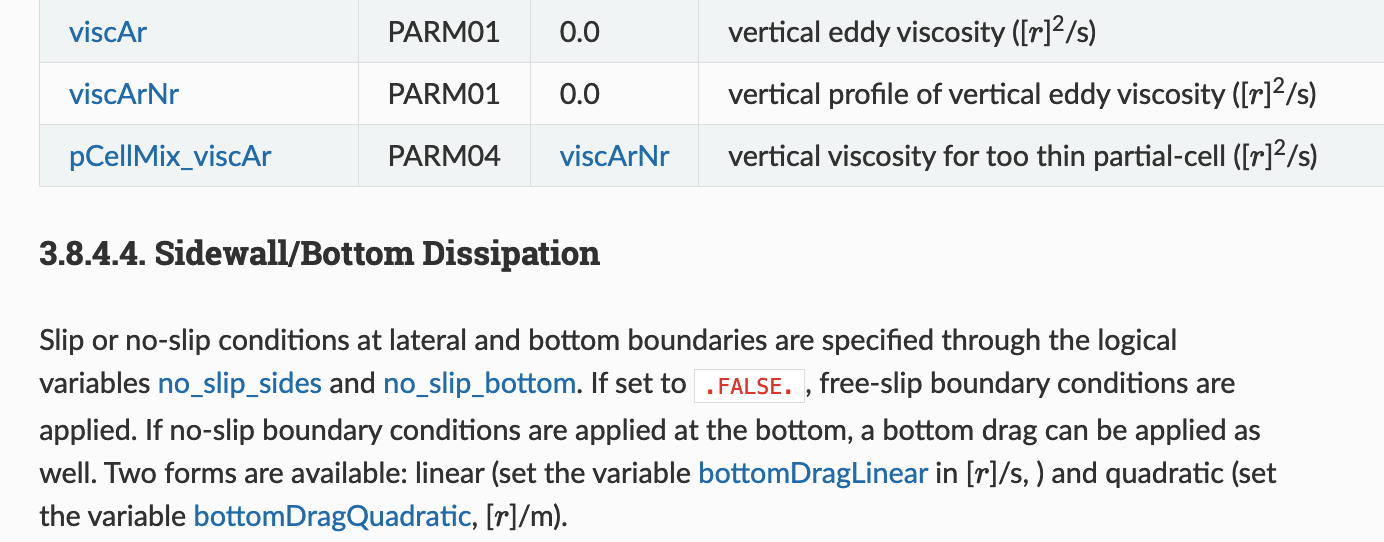 viscAr PARM01 0.0 vertical eddy viscosity ([r]²/s)
viscArNr PARM01 0.0 vertical profile of vertical eddy viscosity ([r]²/s)
pCellMix_viscAr PARM04 viscArNr vertical viscosity for too thin partial-cell ([r]²/s)
3.8.4.4. Sidewall/Bottom Dissipation
Slip or no-slip conditions at lateral and bottom boundaries are specified through the logical
variables no_slip_sides and no_slip_bottom. If set to .FALSE., free-slip boundary conditions are
applied. If no-slip boundary conditions are applied at the bottom, a bottom drag can be applied as
well. Two forms are available: linear (set the variable bottomDragLinear in [r]/s, ) and quadratic (set
the variable bottomDragQuadratic, [r]/m).